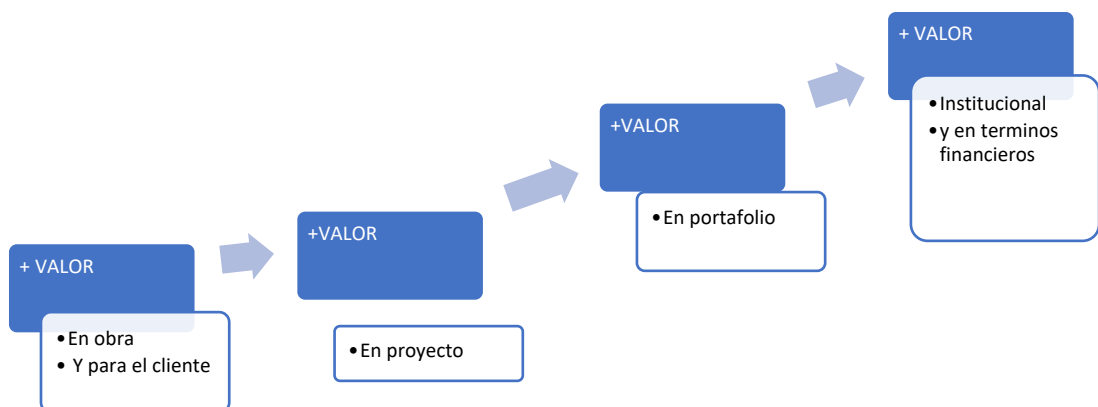 + VALOR
•En obra
• Y para el cliente
+VALOR
•En proyecto
+VALOR
•En portafolio
+ VALOR
•Institucional
•y en terminos
financieros